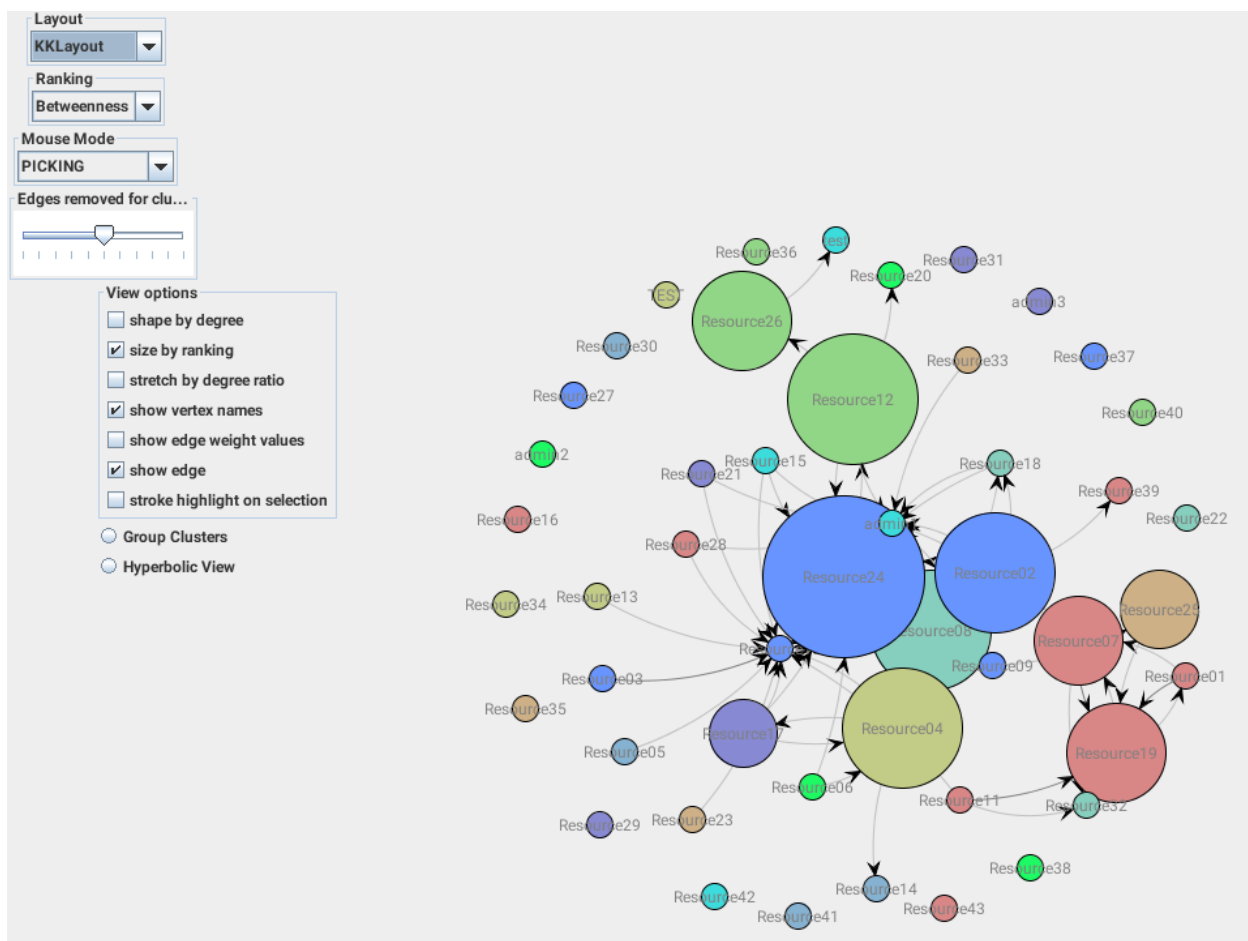 Layout
KKLayout
Ranking
Betweenness
Mouse Mode
PICKING
Edges removed for clu...
View options
shape by degree
size by ranking
stretch by degree ratio
show vertex names
show edge weight values
show edge
stroke highlight on selection
Group Clusters
Hyperbolic View
test
Resource36
Resource31
Resource20
TEST
admin3
Resource26
Resource30
Resource37
Resource33
Resource27
Resource12
Resource40
admin2
Resource15
Resource18
Resource21
Resource39
Resource16
Resource22
Resource28
Resource02
Resource24
Resource13
Resource34
Resource25
Resource07
Resource09
Resource01
Resource03
Resource35
Resource04
Resource17
Resource05
Resource19
Resource06
Resource11
Resource32
Resource23
Resource29
Resource38
Resource14
Resource42
Resource43
Resource41